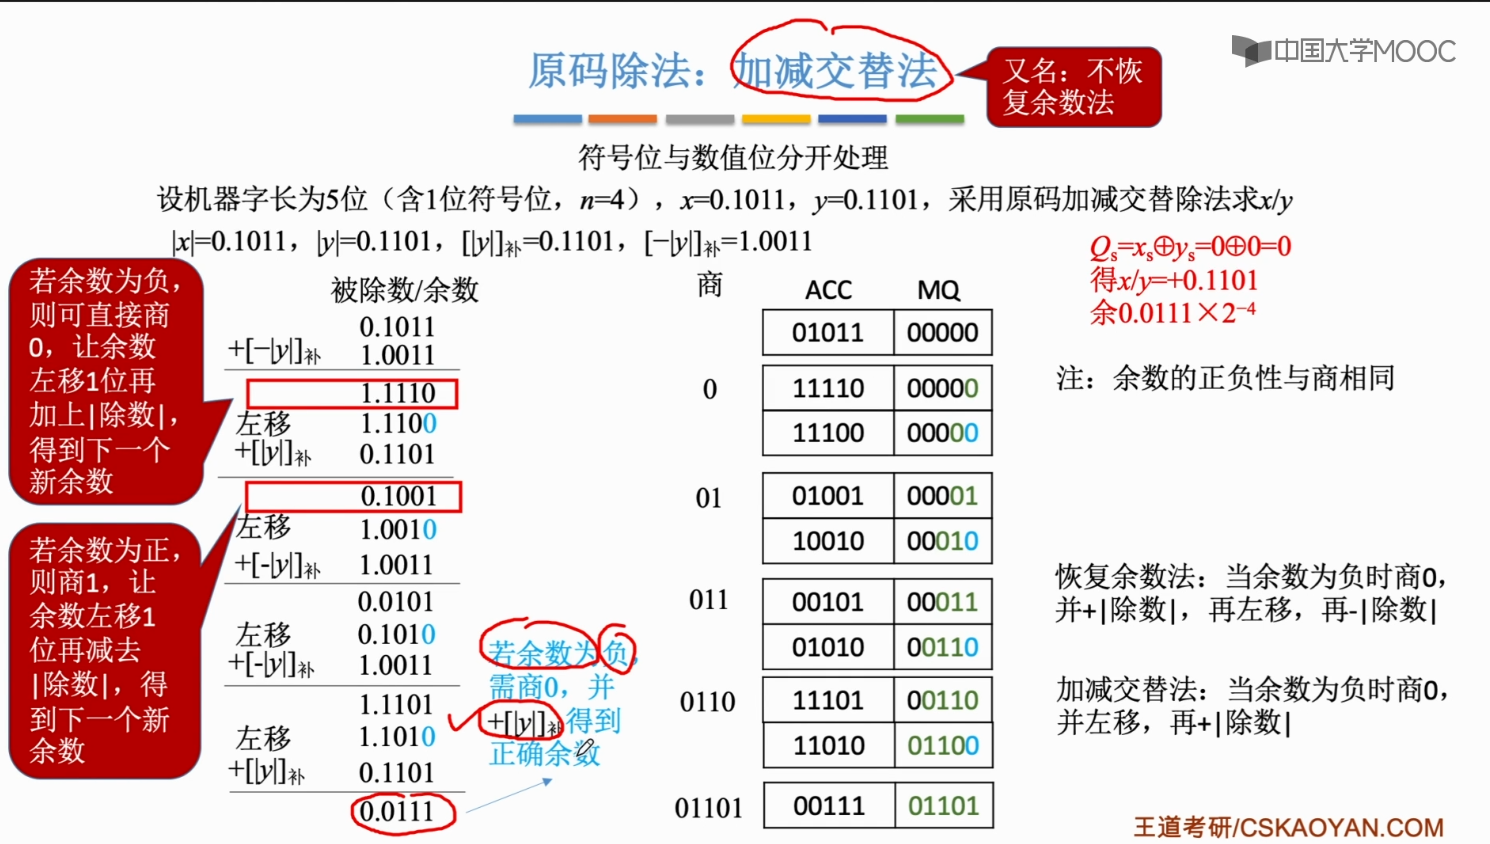 原码除法：加减交替法
又名：不恢
复余数法
中国大学MOOC
符号位与数值位分开处理
设机器字长为5位（含1位符号位，n=4），x=0.1011，y=0.1101，采用原码加减交替除法求x/y
|x|=0.1011，|y|=0.1101，[|y|]补=0.1101，[−|y|]补=1.0011
Qs=xs⊕ys=0⊕0=0
得x/y=+0.1101
余0.0111×2⁻⁴
若余数为负，
则可直接商
0，让余数
左移1位再
加上|除数|，
得到下一个
新余数
若余数为正，
则商1，让
余数左移1
位再减去
|除数|，得
到下一个新
余数
被除数/余数 商 ACC MQ
0.1011 01011 00000
+[−|y|]补 1.0011
1.1110 0 11110 00000
左移 1.1100 11100 00000
+[|y|]补 0.1101
0.1001 01 01001 00001
左移 1.0010 10010 00010
+[-|y|]补 1.0011
0.0101 011 00101 00011
左移 0.1010 01010 00110
+[-|y|]补 1.0011
1.1101 0110 11101 00110
左移 1.1010 11010 01100
+[|y|]补 0.1101
0.0111 01101 00111 01101
若余数为负，
需商0，并
+[|y|]补得到
正确余数
注：余数的正负性与商相同
恢复余数法：当余数为负时商0，
并+|除数|，再左移，再-|除数|
加减交替法：当余数为负时商0，
并左移，再+|除数|
王道考研/CSKAOYAN.COM